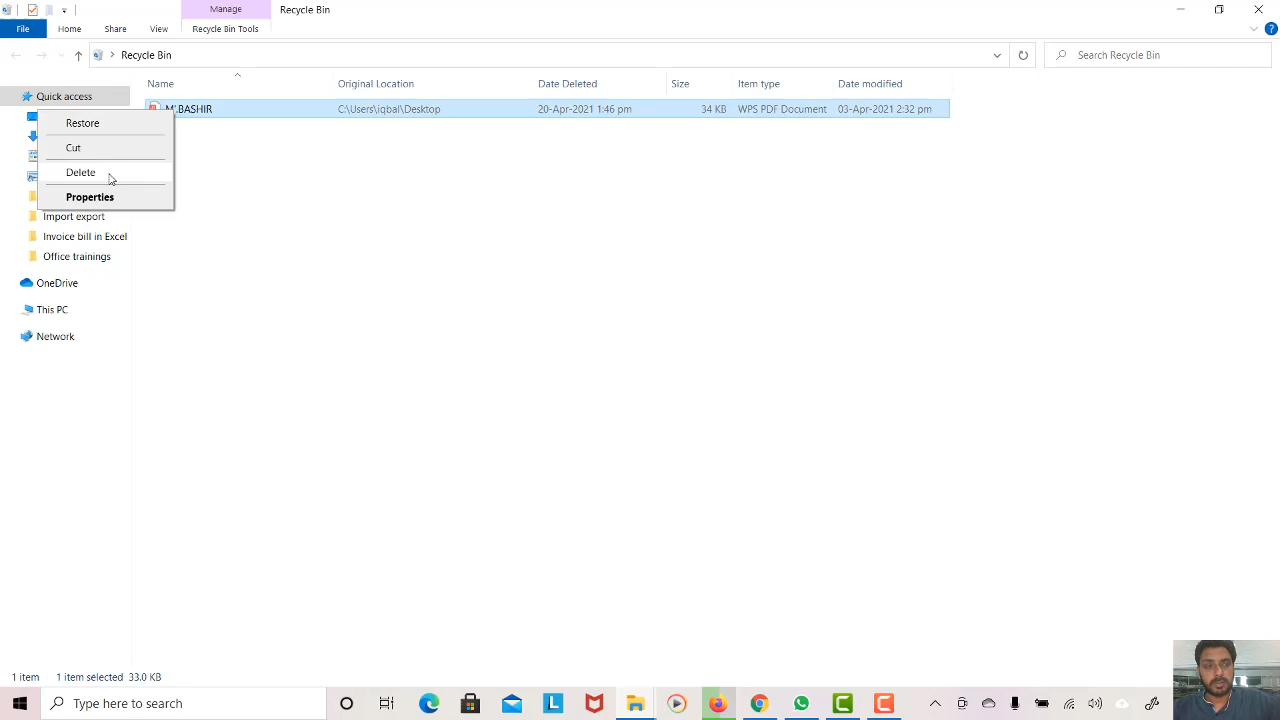 Manage
Recycle Bin
File
Home
Share
View
Recycle Bin Tools
Recycle Bin
Search Recycle Bin
Name
Original Location
Date Deleted
Size
Item type
Date modified
Quick access
M.BASHIR
C:\Users\iqbal\Desktop
20-Apr-2021 1:46 pm
34 KB
WPS PDF Document
03-Apr-2021 2:32 pm
Restore
Cut
Delete
Properties
Import export
Invoice bill in Excel
Office trainings
OneDrive
This PC
Network
1 item
1 item selected 33.0 KB
Type here to search